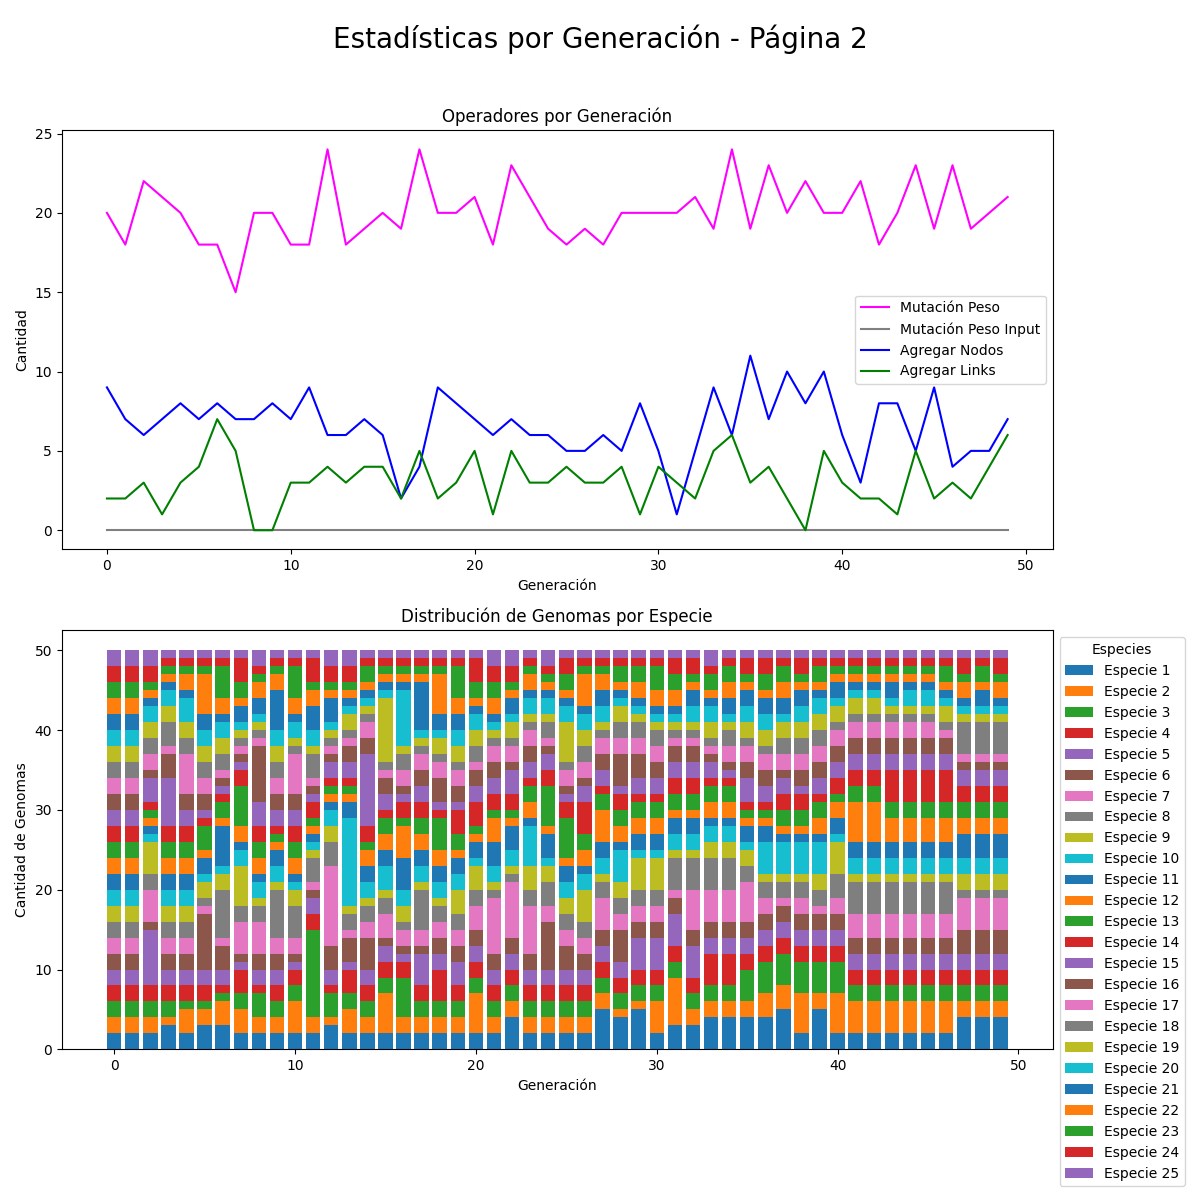 Estadísticas por Generación - Página 2
Operadores por Generación
25
20
15
10
5
0
Cantidad
Mutación Peso
Mutación Peso Input
Agregar Nodos
Agregar Links
0 10 20 30 40 50
Generación
Distribución de Genomas por Especie
50
40
30
20
10
0
Cantidad de Genomas
0 10 20 30 40 50
Generación
Especies
Especie 1
Especie 2
Especie 3
Especie 4
Especie 5
Especie 6
Especie 7
Especie 8
Especie 9
Especie 10
Especie 11
Especie 12
Especie 13
Especie 14
Especie 15
Especie 16
Especie 17
Especie 18
Especie 19
Especie 20
Especie 21
Especie 22
Especie 23
Especie 24
Especie 25